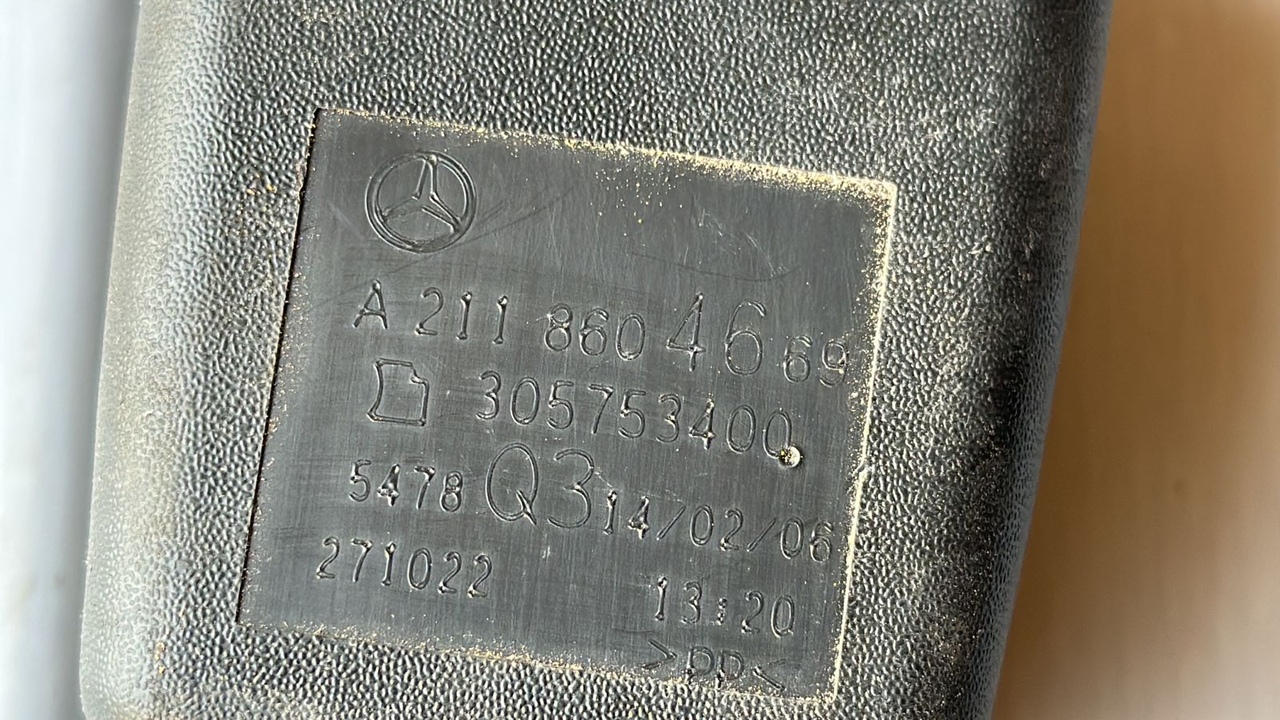 A 211 860 46 69
305753400
5478 Q3 14/02/06
271022 13:20
>PP<